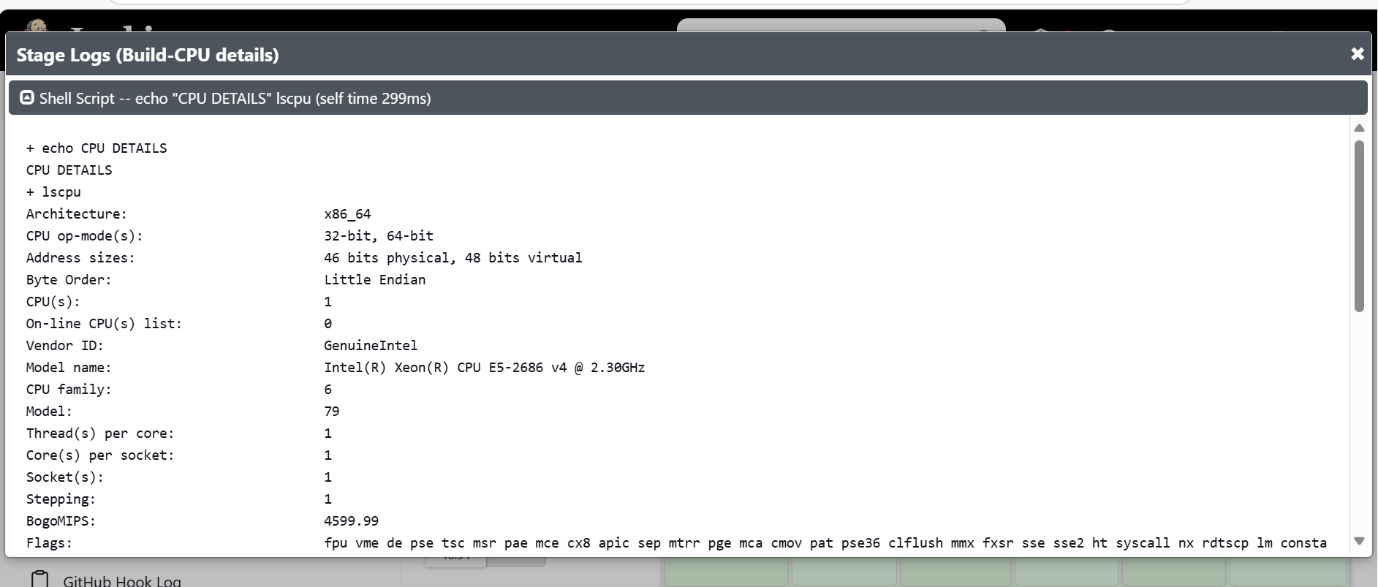 Stage Logs (Build-CPU details)
Shell Script -- echo "CPU DETAILS" lscpu (self time 299ms)
+ echo CPU DETAILS
CPU DETAILS
+ lscpu
Architecture: x86_64
CPU op-mode(s): 32-bit, 64-bit
Address sizes: 46 bits physical, 48 bits virtual
Byte Order: Little Endian
CPU(s): 1
On-line CPU(s) list: 0
Vendor ID: GenuineIntel
Model name: Intel(R) Xeon(R) CPU E5-2686 v4 @ 2.30GHz
CPU family: 6
Model: 79
Thread(s) per core: 1
Core(s) per socket: 1
Socket(s): 1
Stepping: 1
BogoMIPS: 4599.99
Flags: fpu vme de pse tsc msr pae mce cx8 apic sep mtrr pge mca cmov pat pse36 clflush mmx fxsr sse sse2 ht syscall nx rdtscp lm consta
GitHub Hook Log